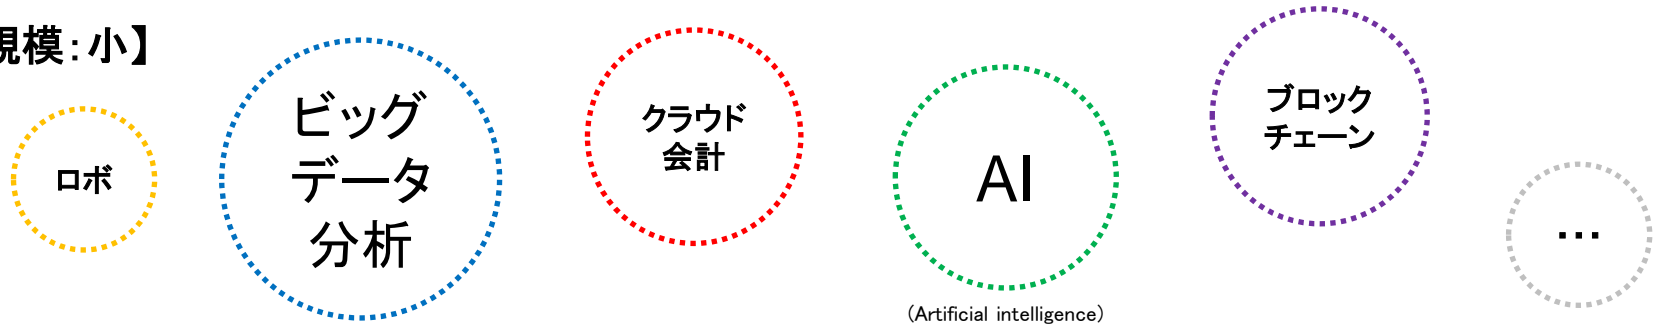 規模：小】
ロボ
ビッグ
データ
分析
クラウド
会計
AI
(Artificial intelligence)
ブロック
チェーン
…